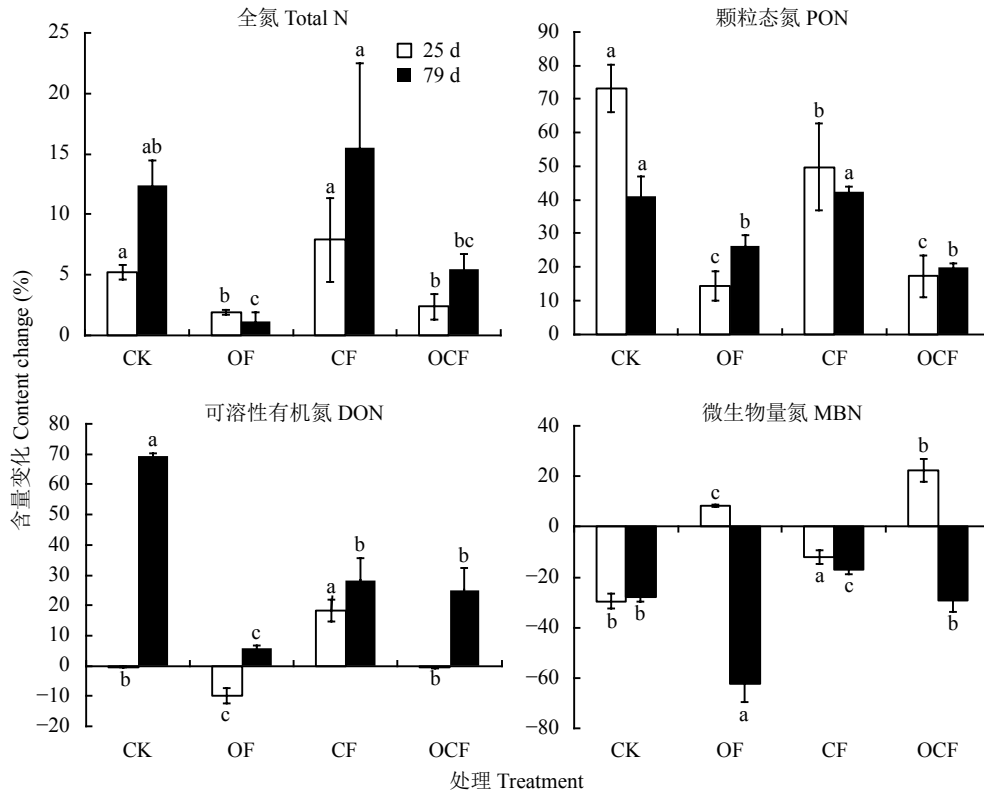 全氮 Total N
25
20
15
10
5
0
25 d
79 d
a
ab
b
c
a
a
b
bc
CK
OF
CF
OCF
颗粒态氮 PON
90
80
70
60
50
40
30
20
10
0
a
a
c
b
b
a
c
b
CK
OF
CF
OCF
含量变化 Content change (%)
可溶性有机氮 DON
80
70
60
50
40
30
20
10
0
−10
−20
b
a
c
c
a
b
b
b
CK
OF
CF
OCF
微生物量氮 MBN
40
20
0
−20
−40
−60
−80
b
b
c
a
a
c
b
b
CK
OF
CF
OCF
处理 Treatment